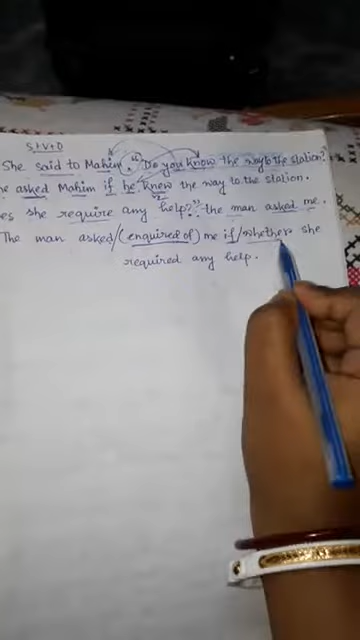 S+V+O
She said to Mahim, "Do you know the way to the station?
he asked Mahim if he knew the way to the station.
es she require any help?" the man asked me.
The man asked/(enquired of) me if/whether she
required any help.